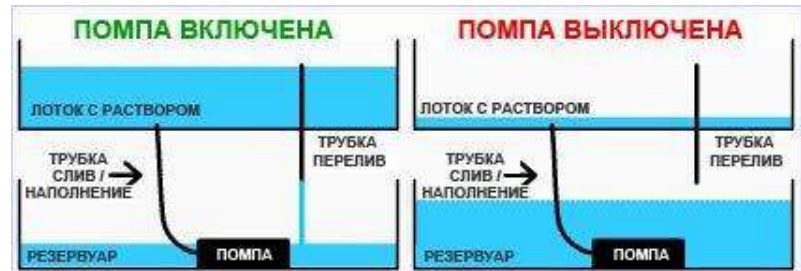 ПОМПА ВКЛЮЧЕНА
ЛОТОК С РАСТВОРОМ
ТРУБКА
ПЕРЕЛИВ
ТРУБКА
СЛИВ /
НАПОЛНЕНИЕ
РЕЗЕРВУАР
ПОМПА
ПОМПА ВЫКЛЮЧЕНА
ЛОТОК С РАСТВОРОМ
ТРУБКА
ПЕРЕЛИВ
ТРУБКА
СЛИВ /
НАПОЛНЕНИЕ
РЕЗЕРВУАР
ПОМПА